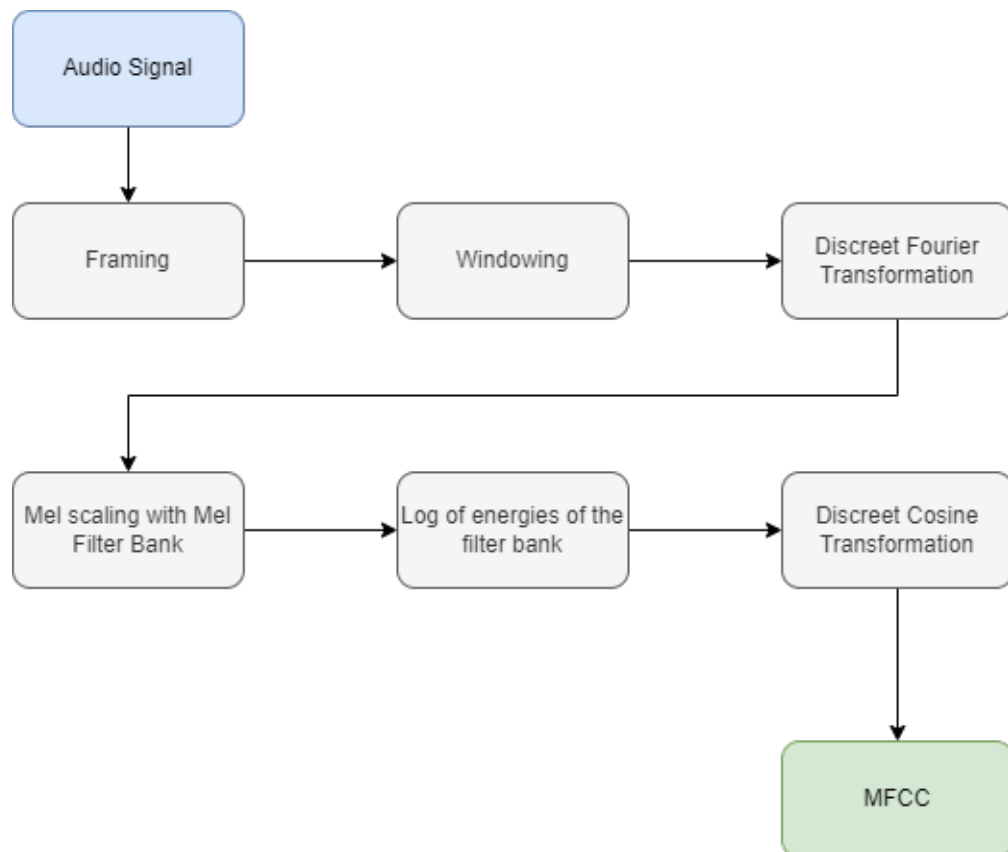 Audio Signal
Framing
Windowing
Discreet Fourier
Transformation
Mel scaling with Mel
Filter Bank
Log of energies of the
filter bank
Discreet Cosine
Transformation
MFCC